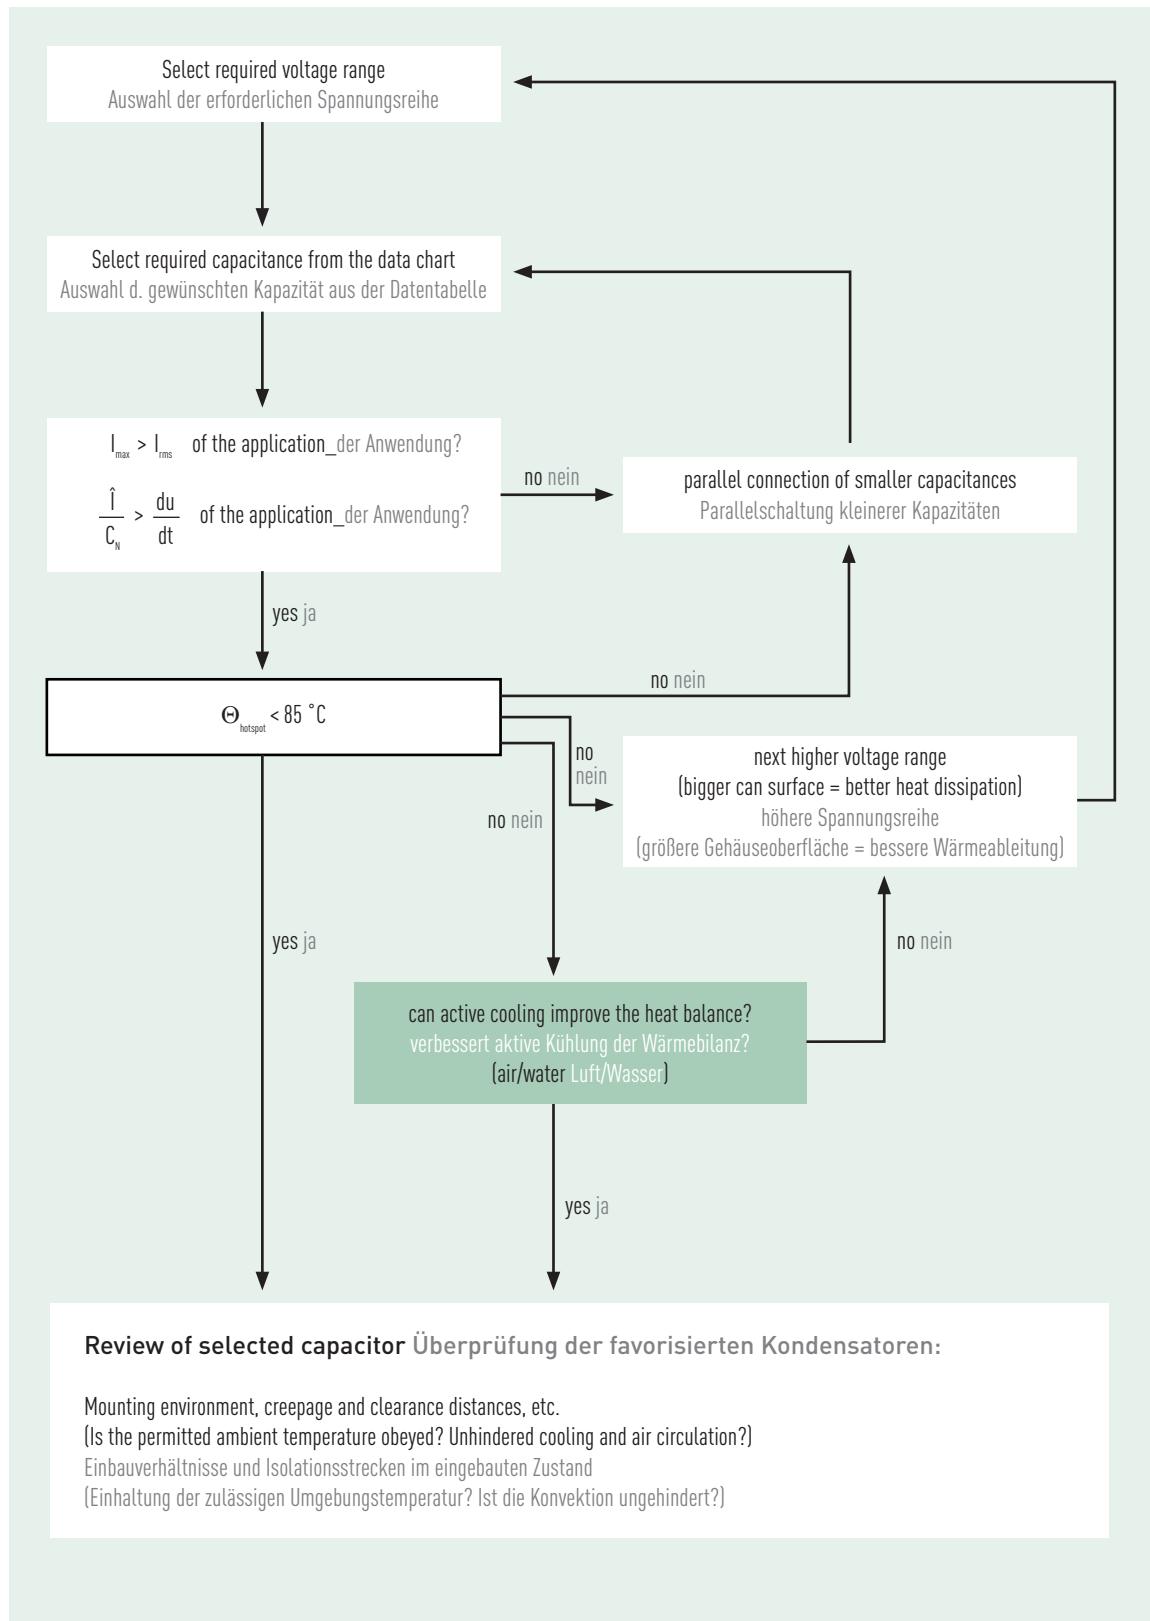 Select required voltage range
Auswahl der erforderlichen Spannungsreihe
Select required capacitance from the data chart
Auswahl d. gewünschten Kapazität aus der Datentabelle
I max > I rms of the application_der Anwendung?
Î
C N
>
du
dt
of the application_der Anwendung?
no nein
parallel connection of smaller capacitances
Parallelschaltung kleinerer Kapazitäten
yes ja
no nein
Θ hotspot < 85 °C
no
nein
next higher voltage range
(bigger can surface = better heat dissipation)
höhere Spannungsreihe
(größere Gehäuseoberfläche = bessere Wärmeableitung)
no nein
yes ja
no nein
can active cooling improve the heat balance?
verbessert aktive Kühlung der Wärmebilanz?
(air/water Luft/Wasser)
yes ja
Review of selected capacitor Überprüfung der favorisierten Kondensatoren:
Mounting environment, creepage and clearance distances, etc.
(Is the permitted ambient temperature obeyed? Unhindered cooling and air circulation?)
Einbauverhältnisse und Isolationsstrecken im eingebauten Zustand
(Einhaltung der zulässigen Umgebungstemperatur? Ist die Konvektion ungehindert?)